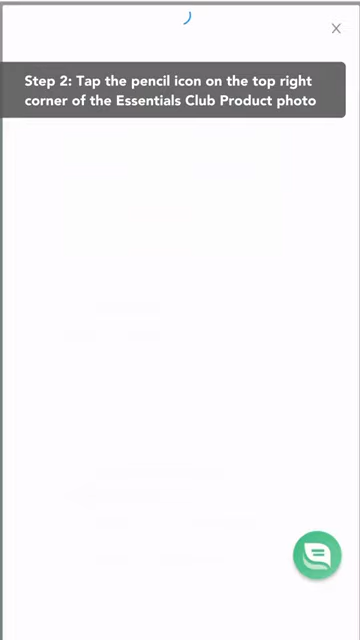 Step 2: Tap the pencil icon on the top right
corner of the Essentials Club Product photo